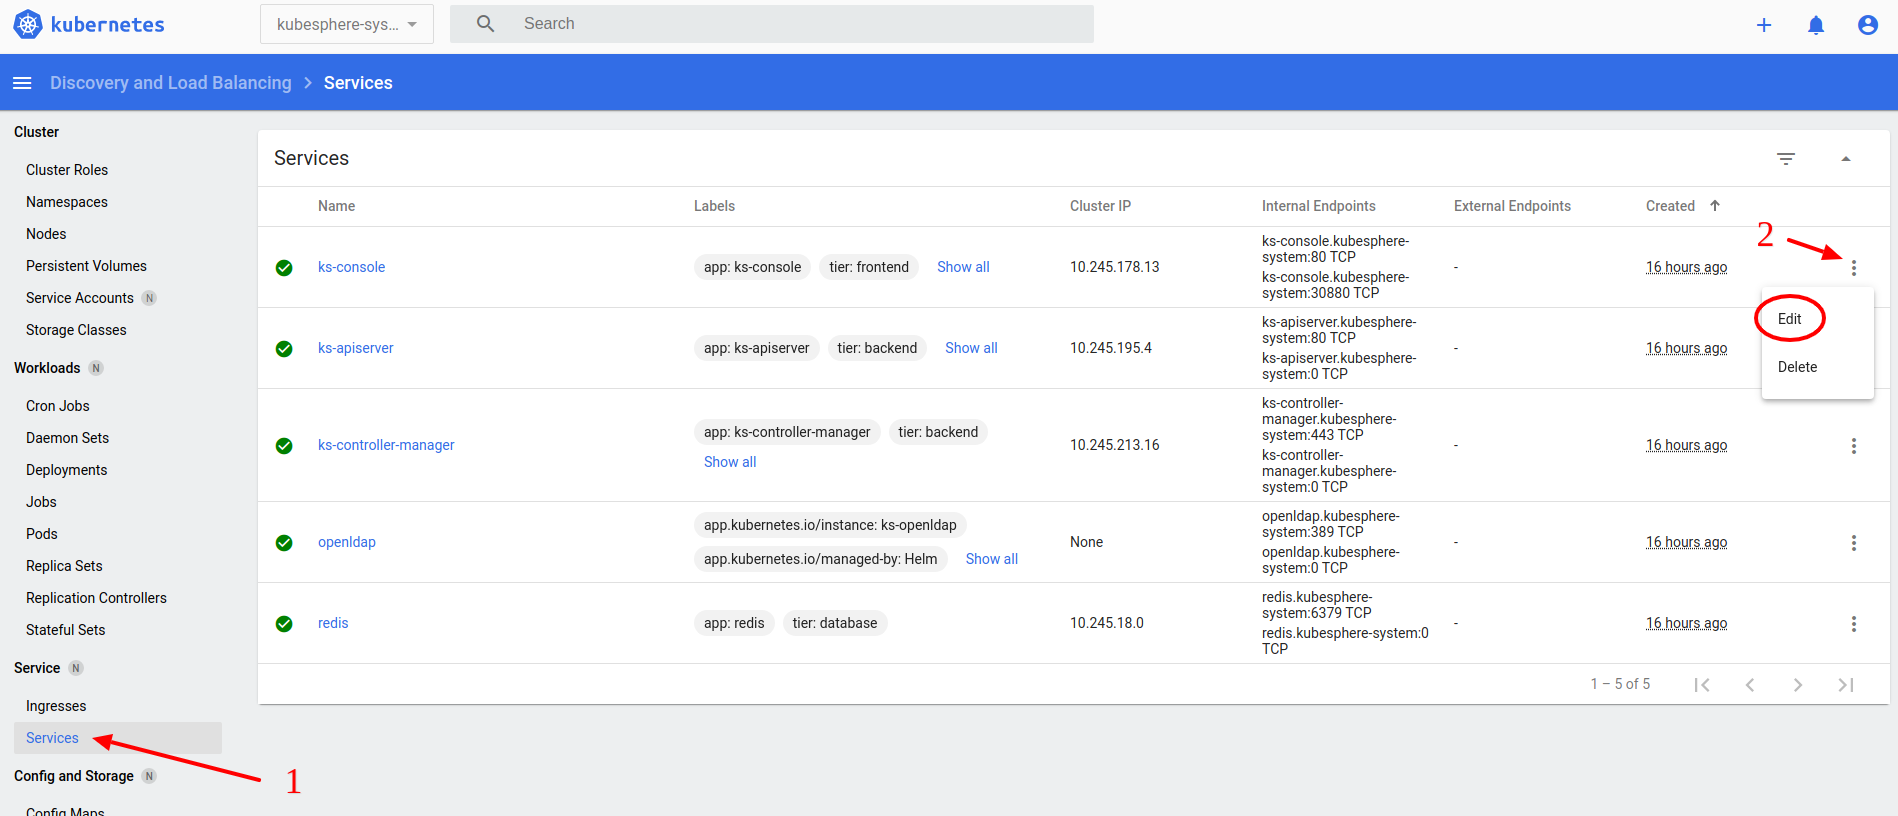 kubernetes
kubesphere-sys...
Search
Discovery and Load Balancing
Services
Cluster
Cluster Roles
Namespaces
Nodes
Persistent Volumes
Service Accounts N
Storage Classes
Workloads N
Cron Jobs
Daemon Sets
Deployments
Jobs
Pods
Replica Sets
Replication Controllers
Stateful Sets
Service N
Ingresses
Services
1
Config and Storage N
Config Maps
Services
Name Labels Cluster IP Internal Endpoints External Endpoints Created
2
ks-console
app: ks-console tier: frontend Show all
10.245.178.13
ks-console.kubesphere-
system:80 TCP
ks-console.kubesphere-
system:30880 TCP
-
16 hours ago
Edit
Delete
ks-apiserver
app: ks-apiserver tier: backend Show all
10.245.195.4
ks-apiserver.kubesphere-
system:80 TCP
ks-apiserver.kubesphere-
system:0 TCP
-
16 hours ago
ks-controller-manager
app: ks-controller-manager tier: backend
Show all
10.245.213.16
ks-controller-
manager.kubesphere-
system:443 TCP
ks-controller-
manager.kubesphere-
system:0 TCP
-
16 hours ago
openldap
app.kubernetes.io/instance: ks-openldap
app.kubernetes.io/managed-by: Helm Show all
None
openldap.kubesphere-
system:389 TCP
openldap.kubesphere-
system:0 TCP
-
16 hours ago
redis
app: redis tier: database
10.245.18.0
redis.kubesphere-
system:6379 TCP
redis.kubesphere-system:0
TCP
-
16 hours ago
1 – 5 of 5